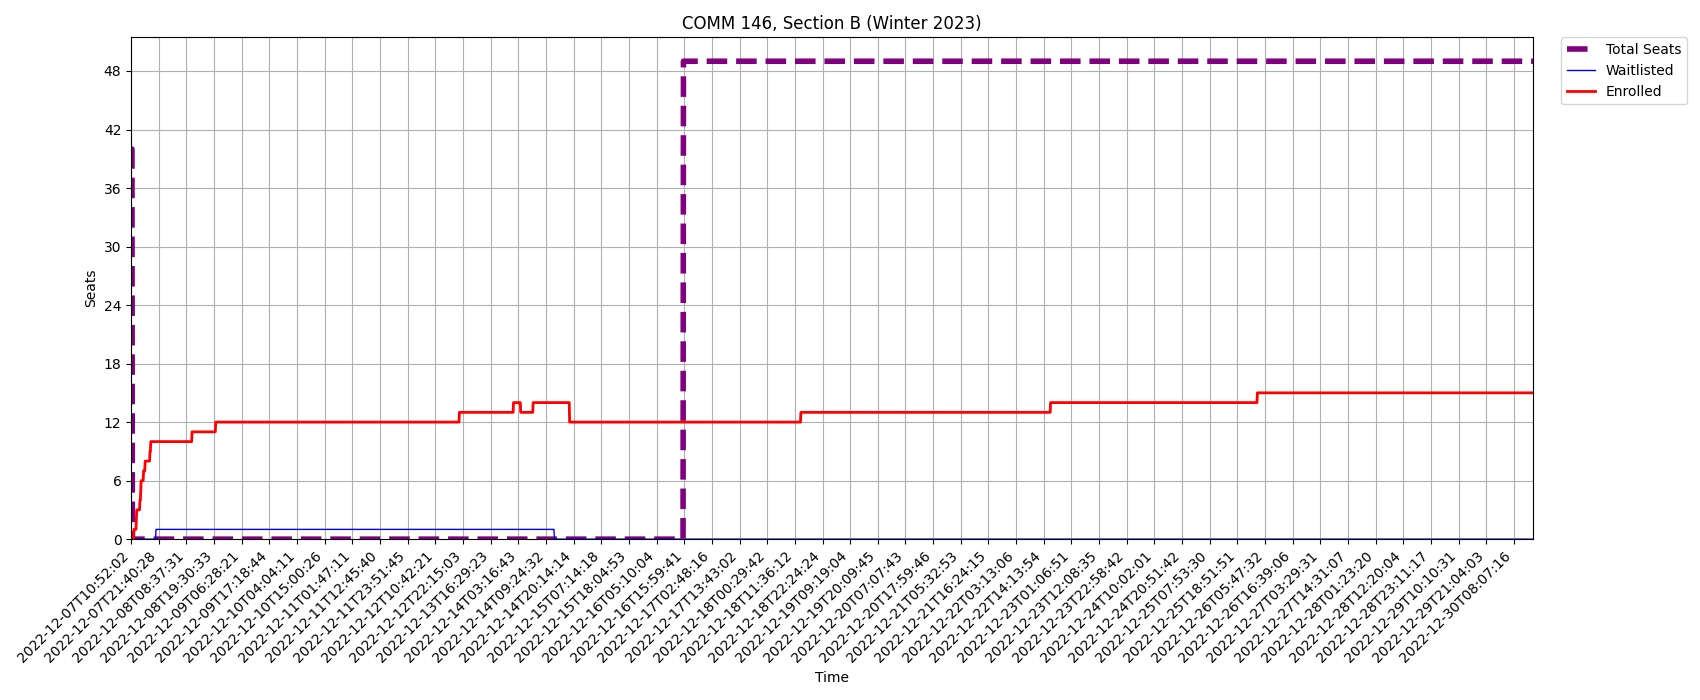 COMM 146, Section B (Winter 2023)
Total Seats
Waitlisted
Enrolled
48
42
36
30
24
18
12
6
0
Seats
2022-12-07T10:52:02
2022-12-07T21:40:28
2022-12-08T08:37:31
2022-12-08T19:30:33
2022-12-09T06:28:21
2022-12-09T17:18:44
2022-12-10T04:04:11
2022-12-10T15:00:26
2022-12-11T01:47:11
2022-12-11T12:45:40
2022-12-11T23:51:45
2022-12-12T10:42:21
2022-12-12T22:15:03
2022-12-13T16:29:23
2022-12-14T03:16:43
2022-12-14T09:24:32
2022-12-14T20:14:14
2022-12-15T07:14:18
2022-12-15T18:04:53
2022-12-16T05:10:04
2022-12-16T15:59:41
2022-12-17T02:48:16
2022-12-17T13:43:02
2022-12-18T00:29:42
2022-12-18T11:36:12
2022-12-18T22:24:24
2022-12-19T09:19:04
2022-12-19T20:09:45
2022-12-20T07:07:43
2022-12-20T17:59:46
2022-12-21T05:32:53
2022-12-21T16:24:15
2022-12-22T03:13:06
2022-12-22T14:13:54
2022-12-23T01:06:51
2022-12-23T12:08:35
2022-12-23T22:58:42
2022-12-24T10:02:01
2022-12-24T20:51:42
2022-12-25T07:53:30
2022-12-25T18:51:51
2022-12-26T05:47:32
2022-12-26T16:39:06
2022-12-27T03:29:31
2022-12-27T14:31:07
2022-12-28T01:23:20
2022-12-28T12:20:04
2022-12-28T23:11:17
2022-12-29T10:10:31
2022-12-29T21:04:03
2022-12-30T08:07:16
Time